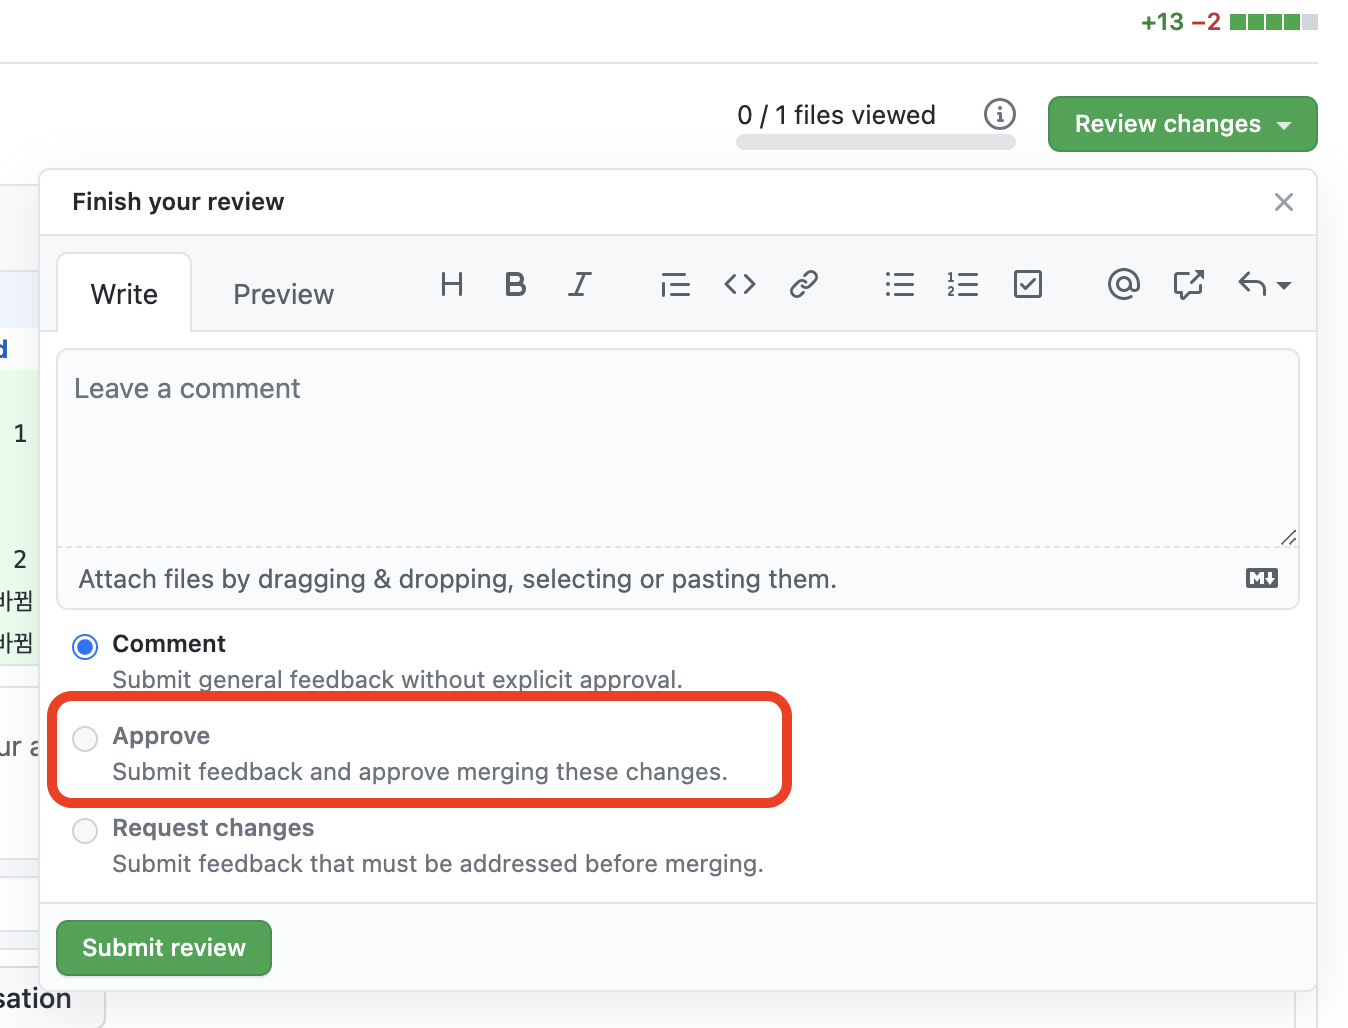 +13 −2
0 / 1 files viewed
Review changes
Finish your review
Write
Preview
Leave a comment
Attach files by dragging & dropping, selecting or pasting them.
Comment
Submit general feedback without explicit approval.
Approve
Submit feedback and approve merging these changes.
Request changes
Submit feedback that must be addressed before merging.
Submit review
d
1
2
바뀜
바뀜
ur a
sation